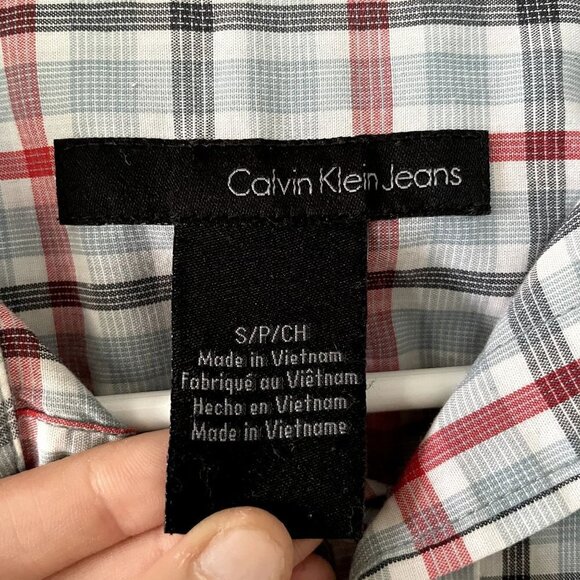 Calvin Klein Jeans
S/P/CH
Made in Vietnam
Fabriqué au Viêtnam
Hecho en Vietnam
Made in Vietname